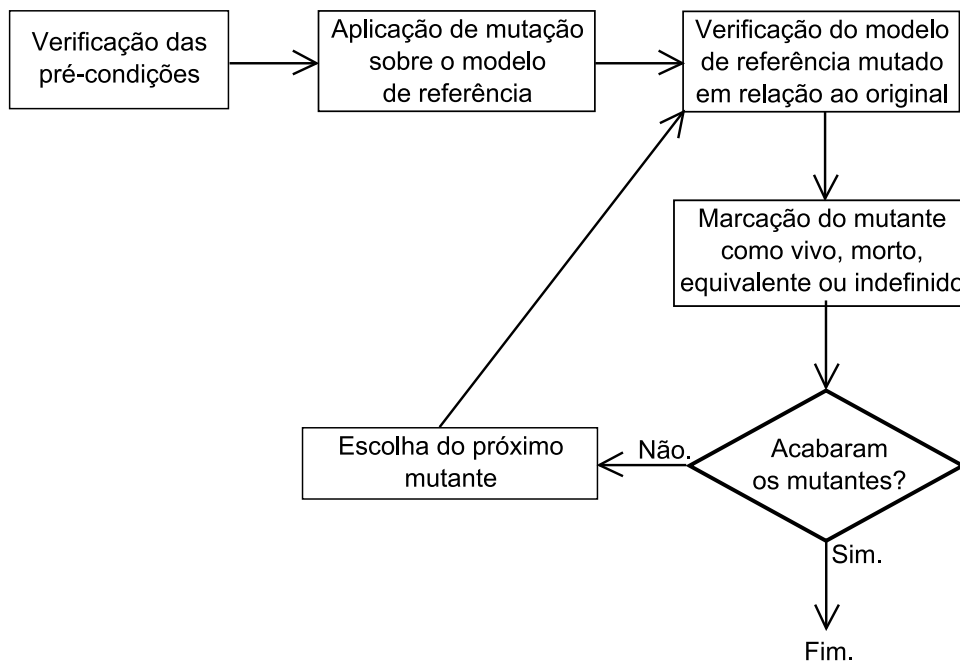 Verificação das
pré-condições
Aplicação de mutação
sobre o modelo
de referência
Verificação do modelo
de referência mutado
em relação ao original
Marcação do mutante
como vivo, morto,
equivalente ou indefinido
Acabaram
os mutantes?
Não.
Escolha do próximo
mutante
Sim.
Fim.